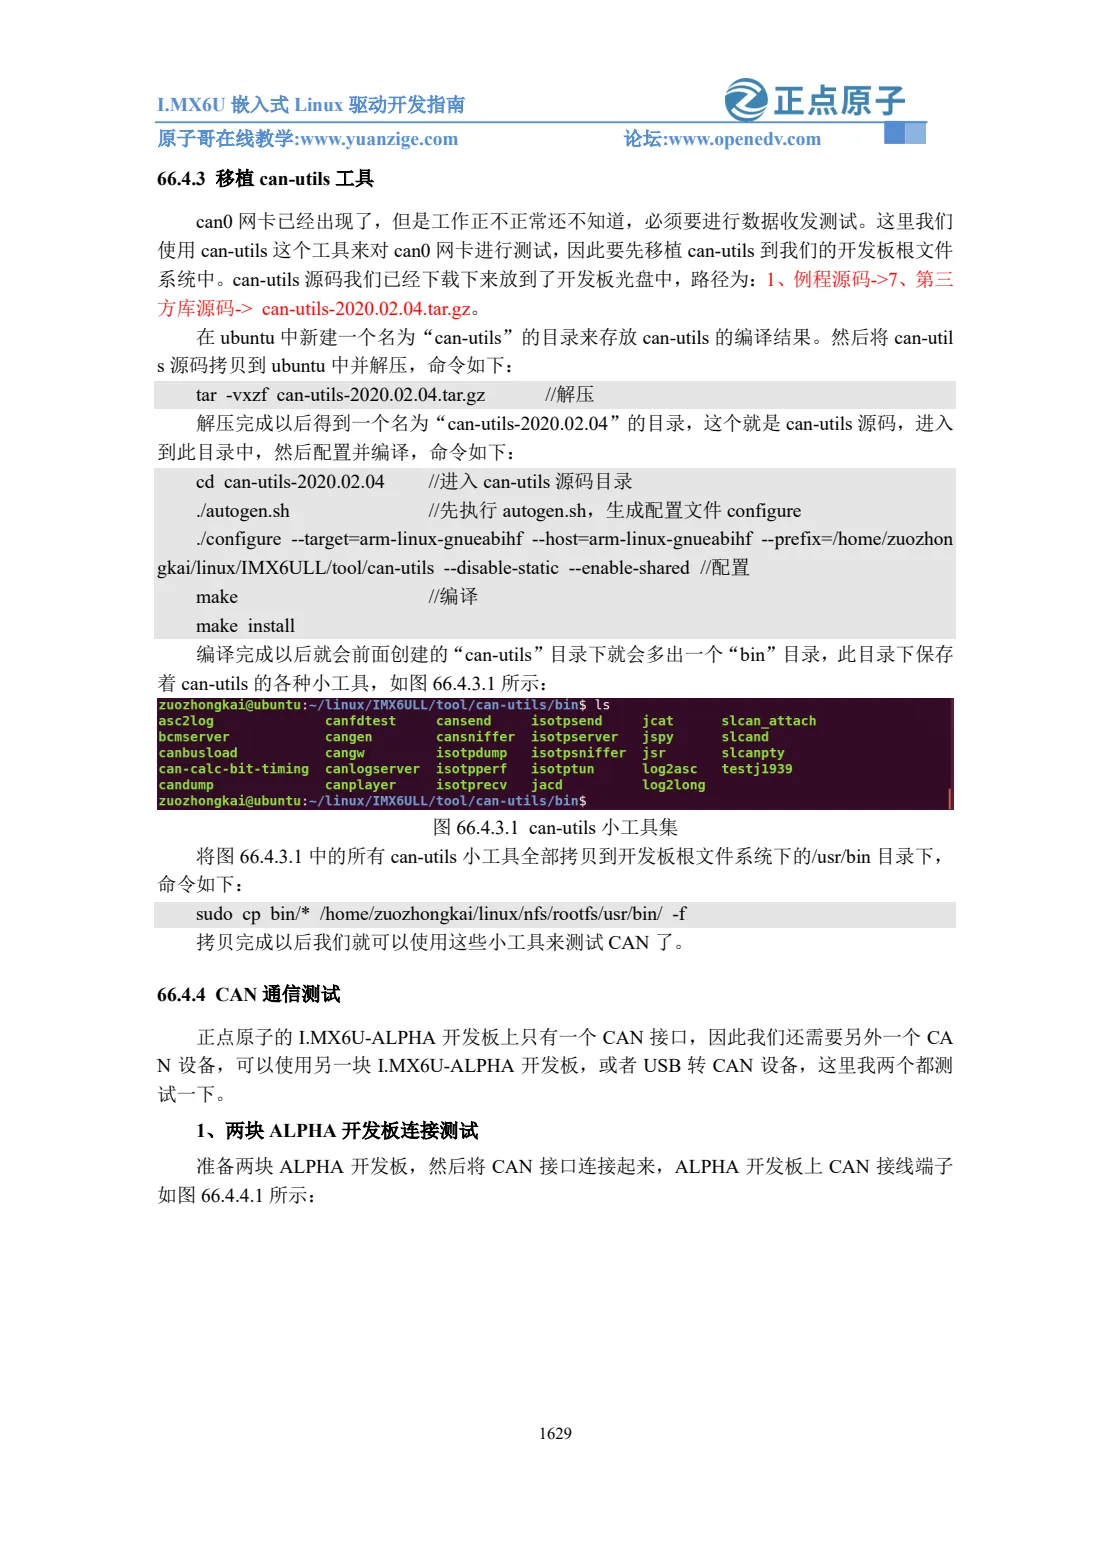 I.MX6U 嵌入式 Linux 驱动开发指南
正点原子
原子哥在线教学:www.yuanzige.com 论坛:www.openedv.com
66.4.3 移植 can-utils 工具
can0 网卡已经出现了，但是工作正不正常还不知道，必须要进行数据收发测试。这里我们
使用 can-utils 这个工具来对 can0 网卡进行测试，因此要先移植 can-utils 到我们的开发板根文件
系统中。can-utils 源码我们已经下载下来放到了开发板光盘中，路径为：1、例程源码->7、第三
方库源码-> can-utils-2020.02.04.tar.gz。
在 ubuntu 中新建一个名为“can-utils”的目录来存放 can-utils 的编译结果。然后将 can-util
s 源码拷贝到 ubuntu 中并解压，命令如下：
tar -vxzf can-utils-2020.02.04.tar.gz //解压
解压完成以后得到一个名为“can-utils-2020.02.04”的目录，这个就是 can-utils 源码，进入
到此目录中，然后配置并编译，命令如下：
cd can-utils-2020.02.04 //进入 can-utils 源码目录
./autogen.sh //先执行 autogen.sh，生成配置文件 configure
./configure --target=arm-linux-gnueabihf --host=arm-linux-gnueabihf --prefix=/home/zuozhon
gkai/linux/IMX6ULL/tool/can-utils --disable-static --enable-shared //配置
make //编译
make install
编译完成以后就会前面创建的“can-utils”目录下就会多出一个“bin”目录，此目录下保存
着 can-utils 的各种小工具，如图 66.4.3.1 所示：
zuozhongkai@ubuntu:~/linux/IMX6ULL/tool/can-utils/bin$ ls
asc2log canfdtest cansend isotpsend jcat slcan_attach
bcmserver cangen cansniffer isotpserver jspy slcand
canbusload cangw isotpdump isotpsniffer jsr slcanpty
can-calc-bit-timing canlogserver isotpperf isotptun log2asc testj1939
candump canplayer isotprecv jacd log2long
zuozhongkai@ubuntu:~/linux/IMX6ULL/tool/can-utils/bin$
图 66.4.3.1 can-utils 小工具集
将图 66.4.3.1 中的所有 can-utils 小工具全部拷贝到开发板根文件系统下的/usr/bin 目录下，
命令如下：
sudo cp bin/* /home/zuozhongkai/linux/nfs/rootfs/usr/bin/ -f
拷贝完成以后我们就可以使用这些小工具来测试 CAN 了。
66.4.4 CAN 通信测试
正点原子的 I.MX6U-ALPHA 开发板上只有一个 CAN 接口，因此我们还需要另外一个 CA
N 设备，可以使用另一块 I.MX6U-ALPHA 开发板，或者 USB 转 CAN 设备，这里我两个都测
试一下。
1、两块 ALPHA 开发板连接测试
准备两块 ALPHA 开发板，然后将 CAN 接口连接起来，ALPHA 开发板上 CAN 接线端子
如图 66.4.4.1 所示：
1629